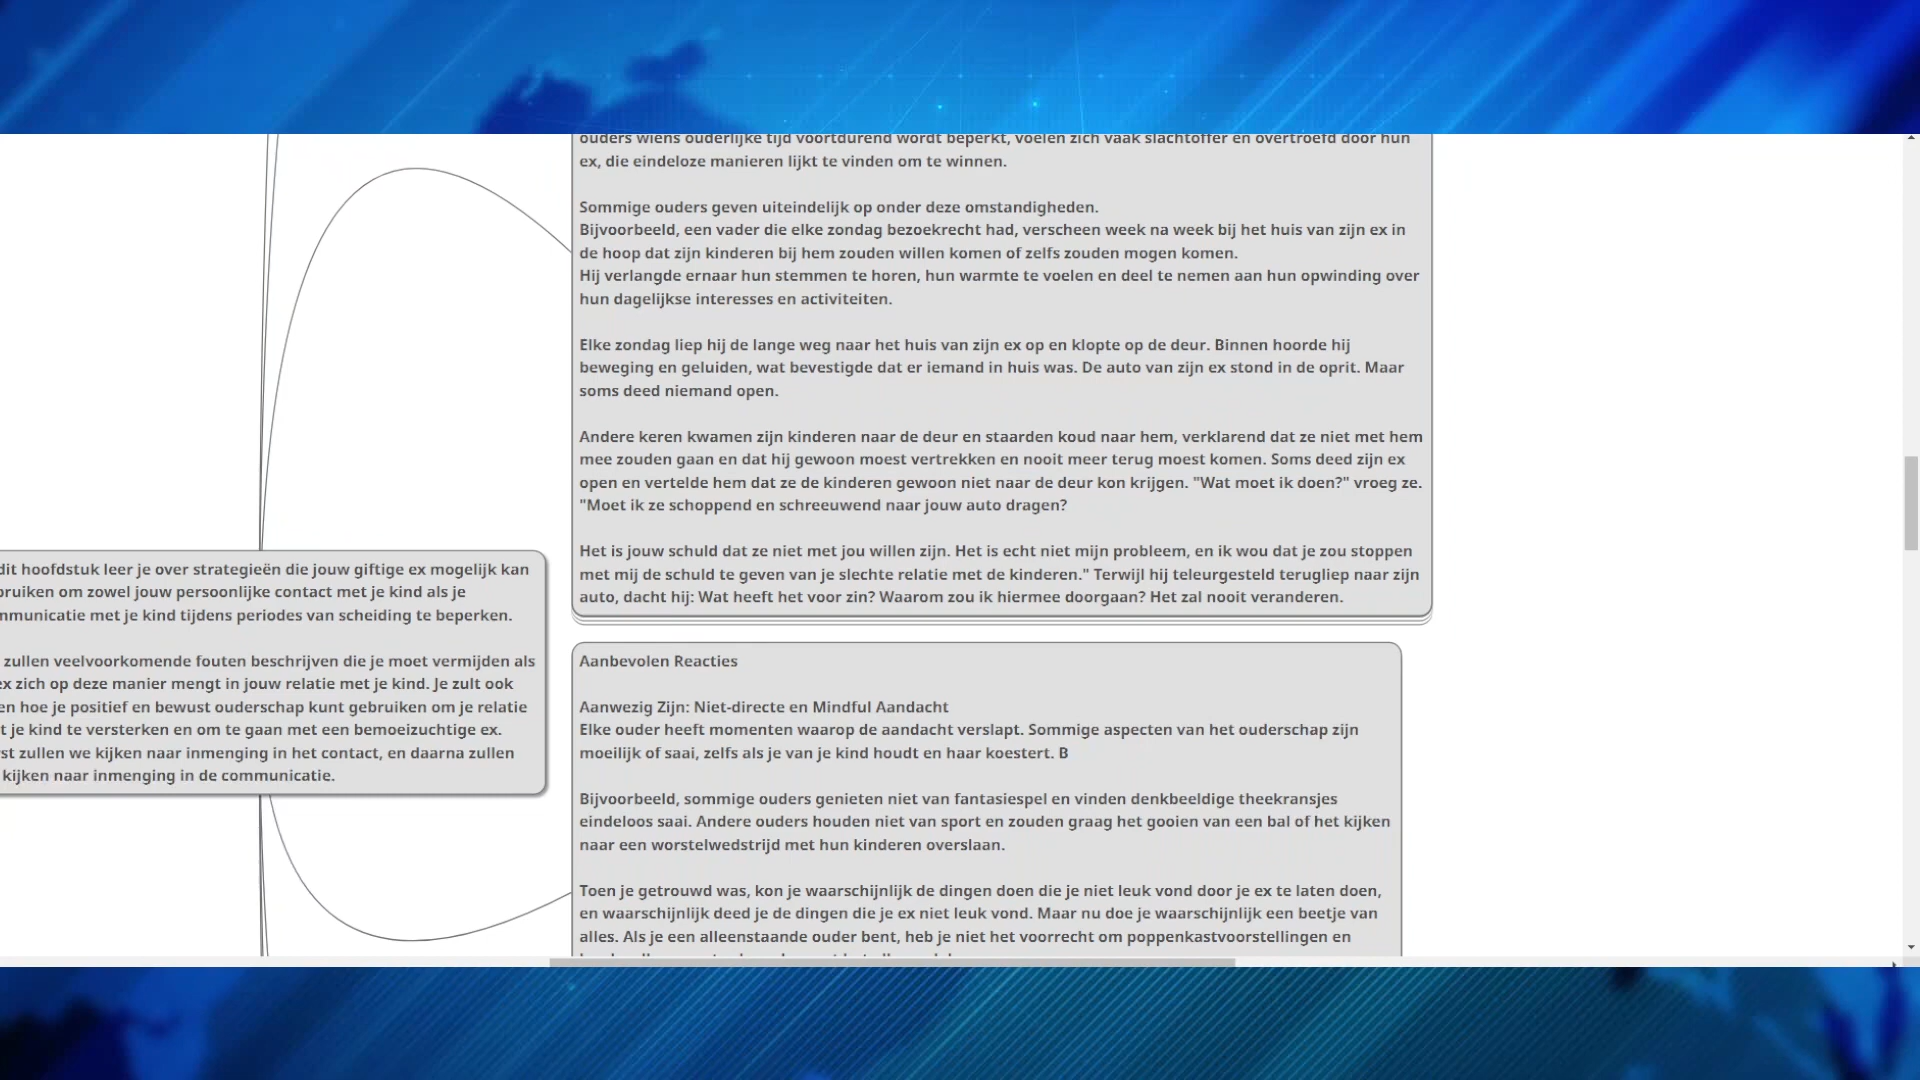 ouders wiens ouderlijke tijd voortdurend wordt beperkt, voelen zich vaak slachtoffer en overtroefd door hun
ex, die eindeloze manieren lijkt te vinden om te winnen.
Sommige ouders geven uiteindelijk op onder deze omstandigheden.
Bijvoorbeeld, een vader die elke zondag bezoekrecht had, verscheen week na week bij het huis van zijn ex in
de hoop dat zijn kinderen bij hem zouden willen komen of zelfs zouden mogen komen.
Hij verlangde ernaar hun stemmen te horen, hun warmte te voelen en deel te nemen aan hun opwinding over
hun dagelijkse interesses en activiteiten.
Elke zondag liep hij de lange weg naar het huis van zijn ex op en klopte op de deur. Binnen hoorde hij
beweging en geluiden, wat bevestigde dat er iemand in huis was. De auto van zijn ex stond in de oprit. Maar
soms deed niemand open.
Andere keren kwamen zijn kinderen naar de deur en staarden koud naar hem, verklarend dat ze niet met hem
mee zouden gaan en dat hij gewoon moest vertrekken en nooit meer terug moest komen. Soms deed zijn ex
open en vertelde hem dat ze de kinderen gewoon niet naar de deur kon krijgen. "Wat moet ik doen?" vroeg ze.
"Moet ik ze schoppend en schreeuwend naar jouw auto dragen?
Het is jouw schuld dat ze niet met jou willen zijn. Het is echt niet mijn probleem, en ik wou dat je zou stoppen
met mij de schuld te geven van je slechte relatie met de kinderen." Terwijl hij teleurgesteld terugliep naar zijn
auto, dacht hij: Wat heeft het voor zin? Waarom zou ik hiermee doorgaan? Het zal nooit veranderen.
dit hoofdstuk leer je over strategieën die jouw giftige ex mogelijk kan
bruiken om zowel jouw persoonlijke contact met je kind als je
mmunicatie met je kind tijdens periodes van scheiding te beperken.
zullen veelvoorkomende fouten beschrijven die je moet vermijden als
ex zich op deze manier mengt in jouw relatie met je kind. Je zult ook
en hoe je positief en bewust ouderschap kunt gebruiken om je relatie
t je kind te versterken en om te gaan met een bemoeizuchtige ex.
rst zullen we kijken naar inmenging in het contact, en daarna zullen
kijken naar inmenging in de communicatie.
Aanbevolen Reacties
Aanwezig Zijn: Niet-directe en Mindful Aandacht
Elke ouder heeft momenten waarop de aandacht verslapt. Sommige aspecten van het ouderschap zijn
moeilijk of saai, zelfs als je van je kind houdt en haar koestert. B
Bijvoorbeeld, sommige ouders genieten niet van fantasiespel en vinden denkbeeldige theekransjes
eindeloos saai. Andere ouders houden niet van sport en zouden graag het gooien van een bal of het kijken
naar een worstelwedstrijd met hun kinderen overslaan.
Toen je getrouwd was, kon je waarschijnlijk de dingen doen die je niet leuk vond door je ex te laten doen,
en waarschijnlijk deed je de dingen die je ex niet leuk vond. Maar nu doe je waarschijnlijk een beetje van
alles. Als je een alleenstaande ouder bent, heb je niet het voorrecht om poppenkastvoorstellingen en